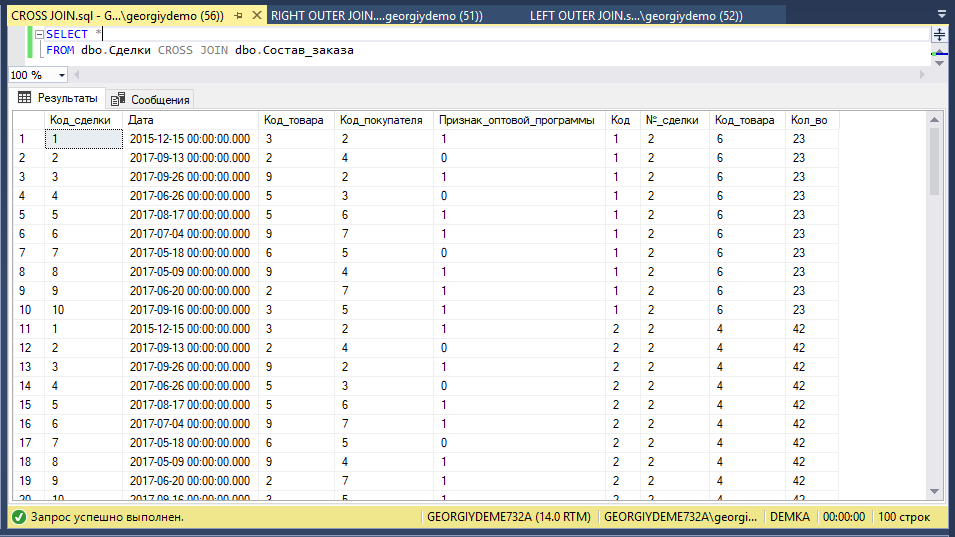 CROSS JOIN.sql - G...\georgiydemo (56)) RIGHT OUTER JOIN....georgiydemo (51)) LEFT OUTER JOIN.s...\georgiydemo (52))
SELECT *
FROM dbo.Сделки CROSS JOIN dbo.Состав_заказа
100 %
Результаты Сообщения
Код_сделки Дата Код_товара Код_покупателя Признак_оптовой_программы Код №_сделки Код_товара Кол_во
1 1 2015-12-15 00:00:00.000 3 2 1 1 2 6 23
2 2 2017-09-13 00:00:00.000 2 4 0 1 2 6 23
3 3 2017-09-26 00:00:00.000 9 2 1 1 2 6 23
4 4 2017-06-26 00:00:00.000 5 3 0 1 2 6 23
5 5 2017-08-17 00:00:00.000 5 6 1 1 2 6 23
6 6 2017-07-04 00:00:00.000 9 7 1 1 2 6 23
7 7 2017-05-18 00:00:00.000 6 5 0 1 2 6 23
8 8 2017-05-09 00:00:00.000 9 4 1 1 2 6 23
9 9 2017-06-20 00:00:00.000 2 7 1 1 2 6 23
10 10 2017-09-16 00:00:00.000 3 5 1 1 2 6 23
11 1 2015-12-15 00:00:00.000 3 2 1 2 2 4 42
12 2 2017-09-13 00:00:00.000 2 4 0 2 2 4 42
13 3 2017-09-26 00:00:00.000 9 2 1 2 2 4 42
14 4 2017-06-26 00:00:00.000 5 3 0 2 2 4 42
15 5 2017-08-17 00:00:00.000 5 6 1 2 2 4 42
16 6 2017-07-04 00:00:00.000 9 7 1 2 2 4 42
17 7 2017-05-18 00:00:00.000 6 5 0 2 2 4 42
18 8 2017-05-09 00:00:00.000 9 4 1 2 2 4 42
19 9 2017-06-20 00:00:00.000 2 7 1 2 2 4 42
20 10 2017-09-16 00:00:00.000 3 5 1 2 2 4 42
Запрос успешно выполнен. GEORGIYDEME732A (14.0 RTM) GEORGIYDEME732A\georgi... DEMKA 00:00:00 100 строк